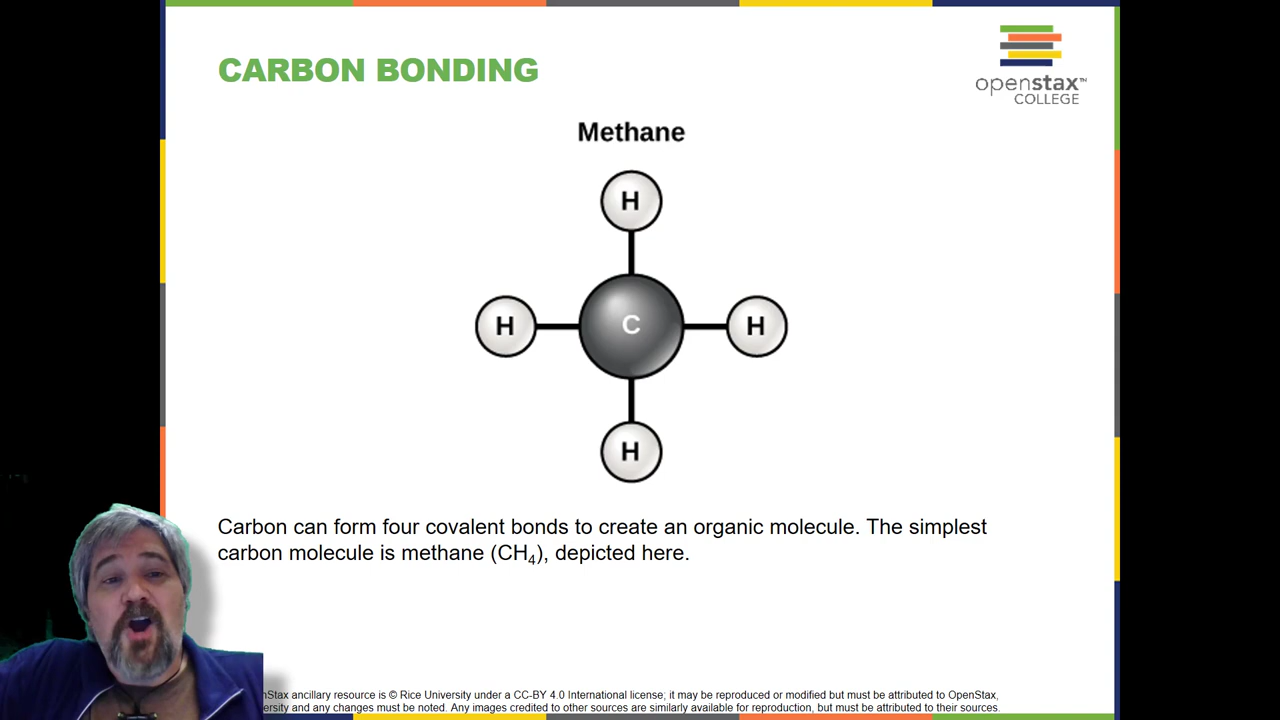 CARBON BONDING
openstax™
COLLEGE
Methane
H
H
C
H
H
Carbon can form four covalent bonds to create an organic molecule. The simplest
carbon molecule is methane (CH₄), depicted here.
ancillary resource is © Rice University under a CC-BY 4.0 International license; it may be reproduced or modified but must be attributed to OpenStax,
and any changes must be noted. Any images credited to other sources are similarly available for reproduction, but must be attributed to their sources.